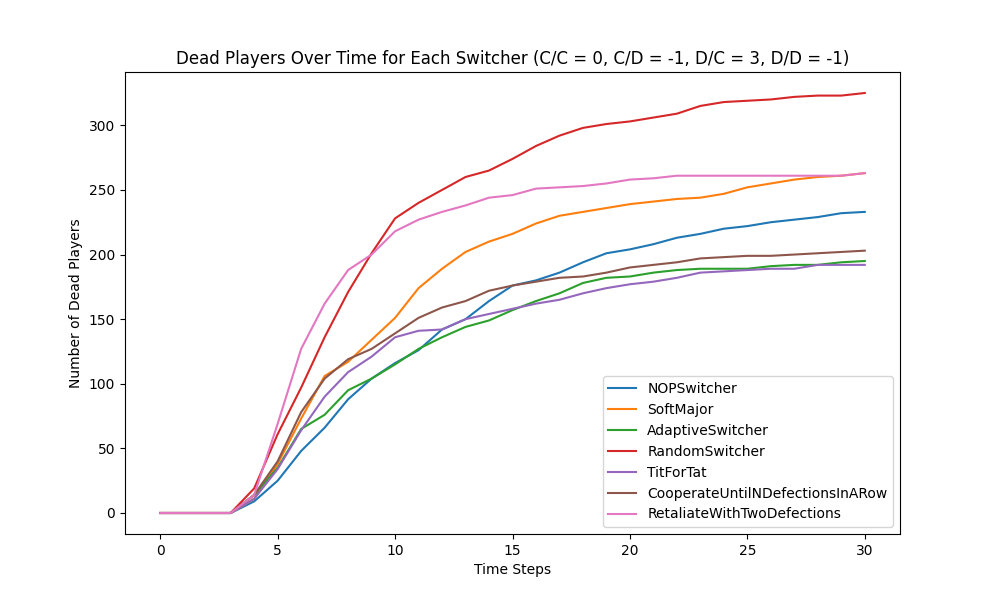 Dead Players Over Time for Each Switcher (C/C = 0, C/D = -1, D/C = 3, D/D = -1)
Number of Dead Players
300
250
200
150
100
50
0
0 5 10 15 20 25 30
Time Steps
NOPSwitcher
SoftMajor
AdaptiveSwitcher
RandomSwitcher
TitForTat
CooperateUntilNDefectionsInARow
RetaliateWithTwoDefections